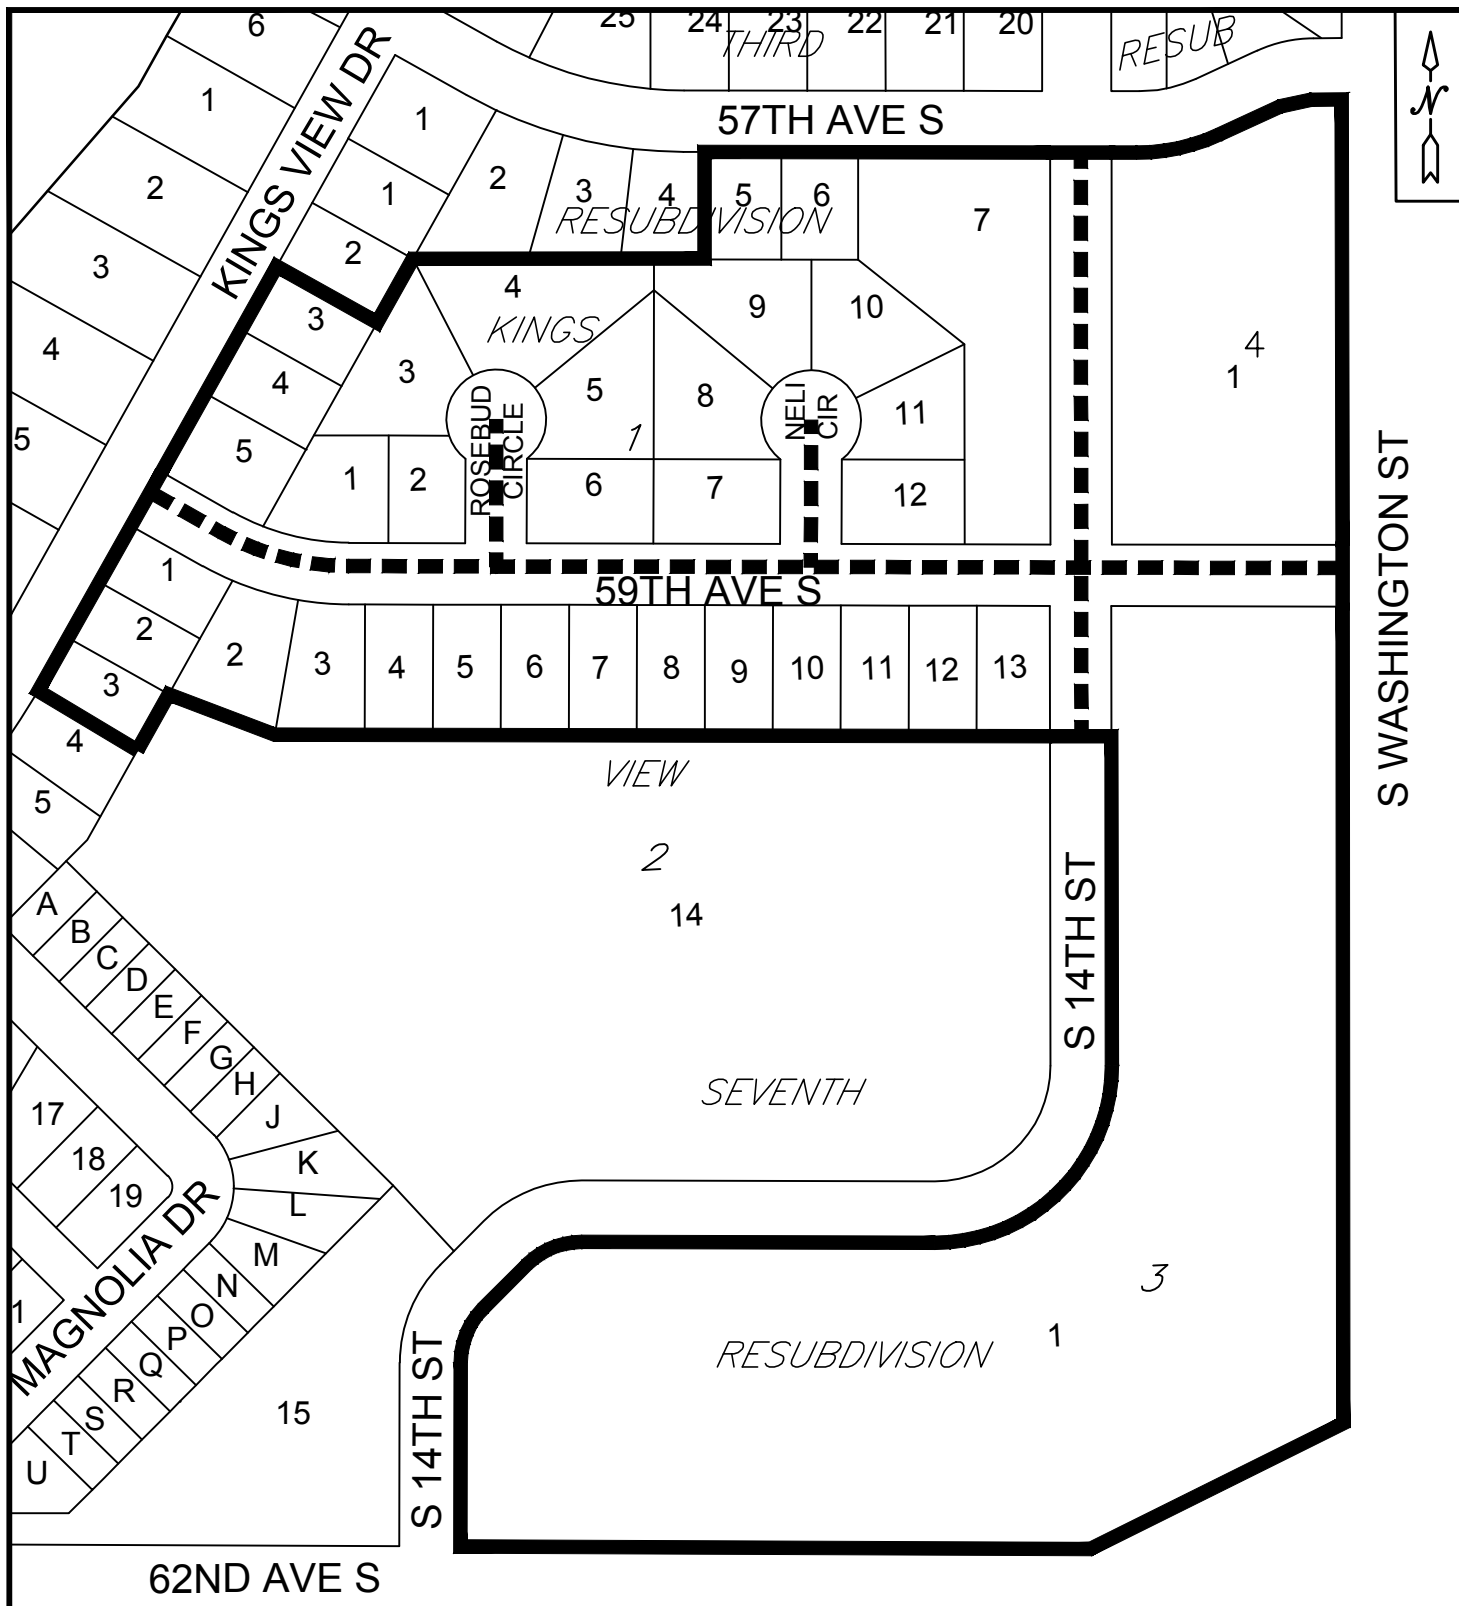 6
25
24
23
22
21
20
THIRD
RESUB
N
1
57TH AVE S
1
KINGS VIEW DR
2
1
2
3
4
5
6
7
RESUBDIVISION
2
3
3
4
KINGS
9
10
4
1
4
4
3
5
8
11
5
5
1
ROSEBUD
CIRCLE
NELI
CIR
1
2
6
7
12
S WASHINGTON ST
59TH AVE S
1
2
3
2
3
4
5
6
7
8
9
10
11
12
13
4
5
VIEW
2
14
S 14TH ST
A
B
C
D
E
F
G
H
J
K
L
M
N
O
P
Q
R
S
T
U
SEVENTH
17
18
19
1
MAGNOLIA DR
3
1
RESUBDIVISION
15
S 14TH ST
62ND AVE S